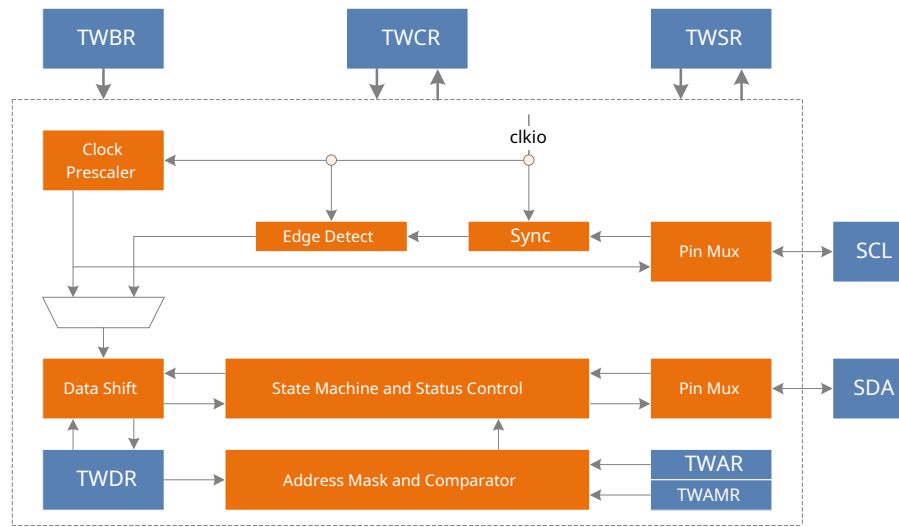 TWBR
TWCR
TWSR
clkio
Clock
Prescaler
Edge Detect
Sync
Pin Mux
SCL
Data Shift
State Machine and Status Control
Pin Mux
SDA
TWDR
Address Mask and Comparator
TWAR
TWAMR